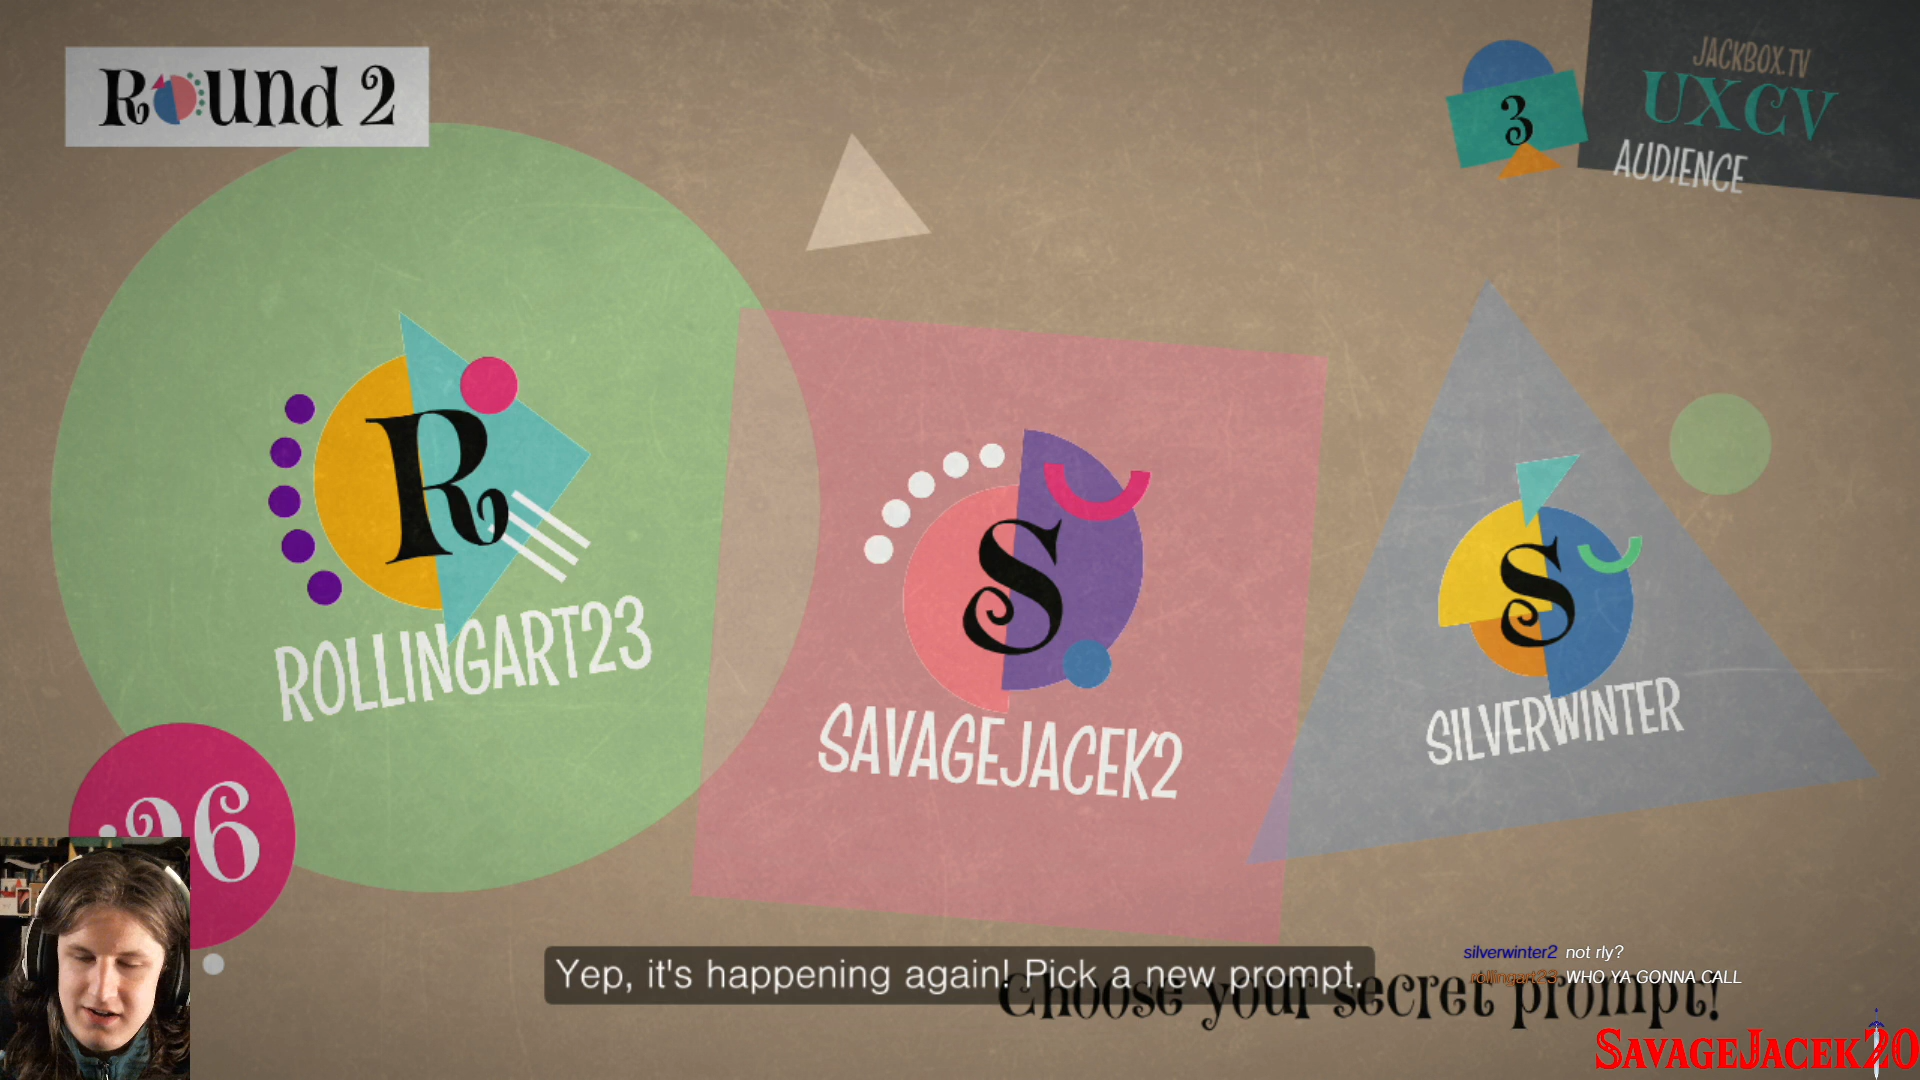 Round 2
3
JACKBOX.TV
UXCV
AUDIENCE
R
ROLLINGART23
S
SAVAGEJACEK2
S
SILVERWINTER
:26
Yep, it's happening again! Pick a new prompt.
Choose your secret prompt!
silverwinter2 not rly?
rollingart23 WHO YA GONNA CALL
SAVAGEJACEK20